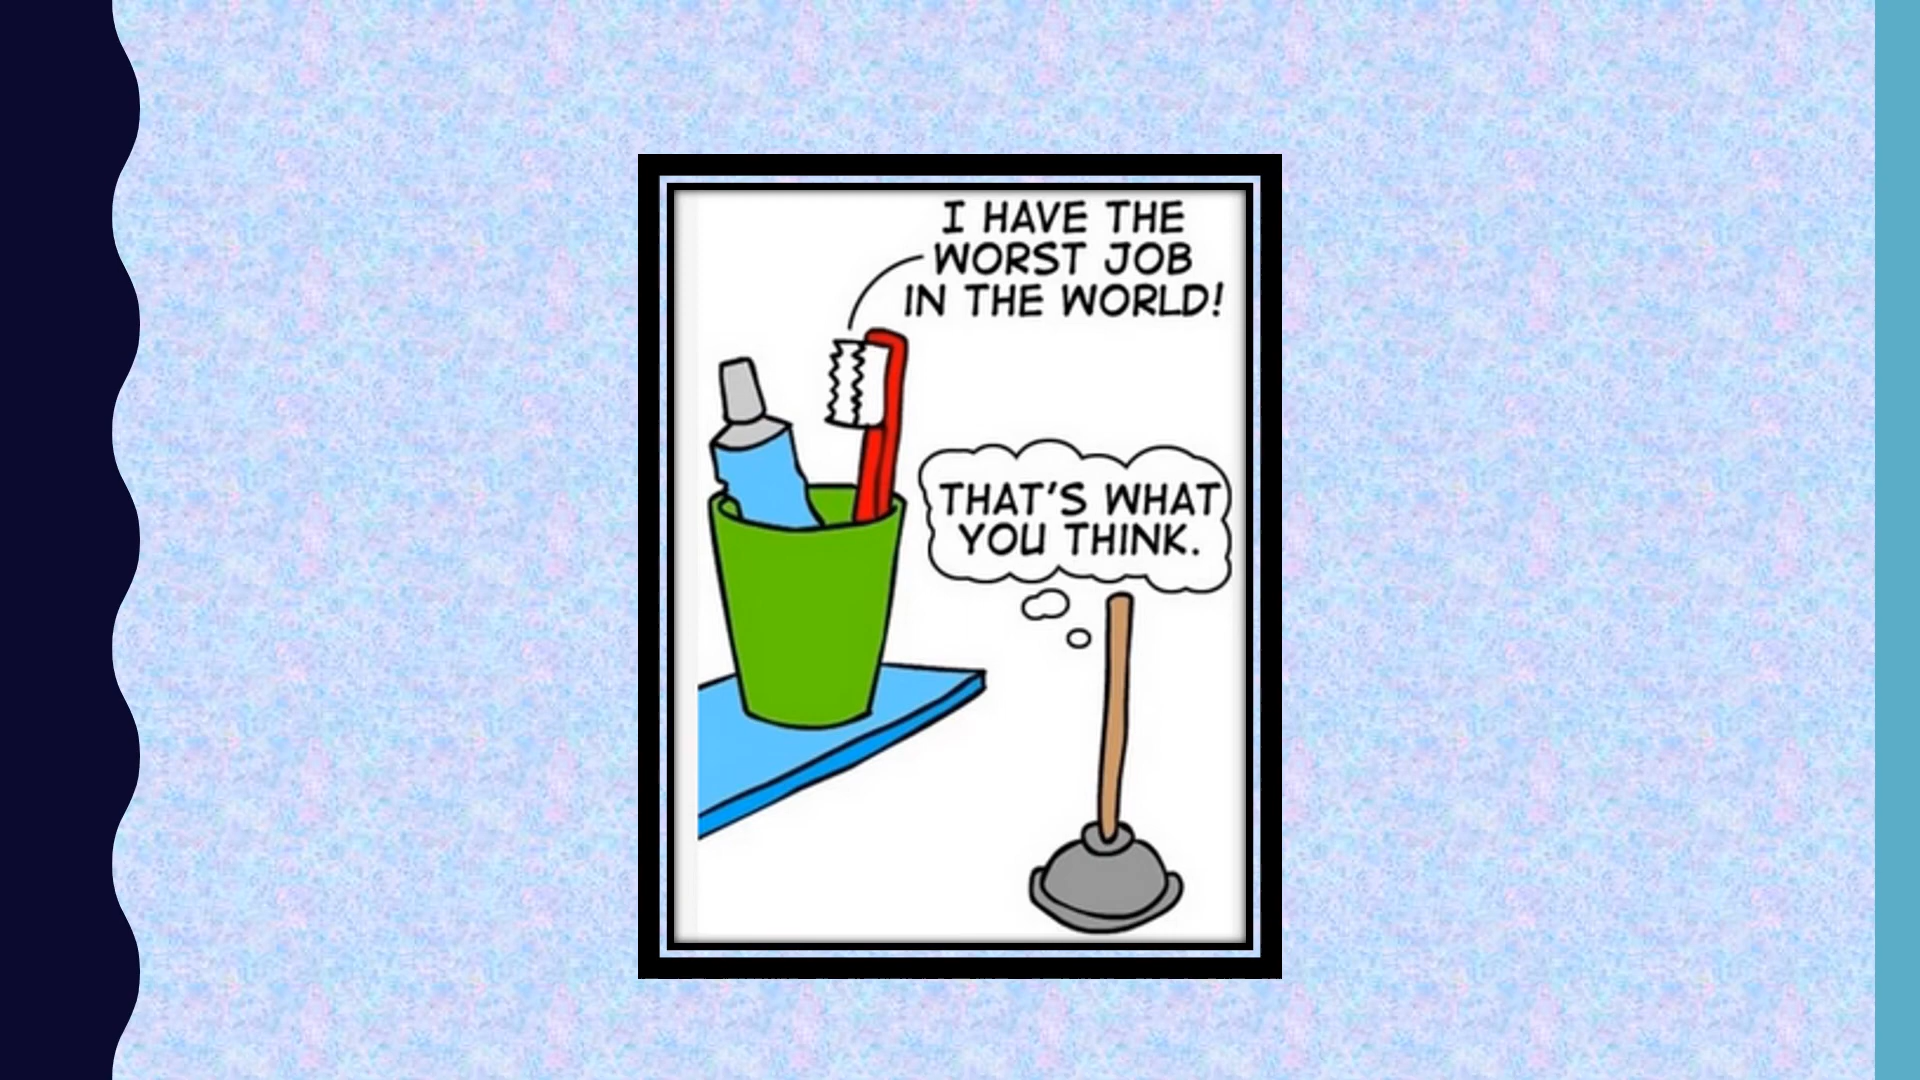 I HAVE THE
WORST JOB
IN THE WORLD!
THAT'S WHAT
YOU THINK.